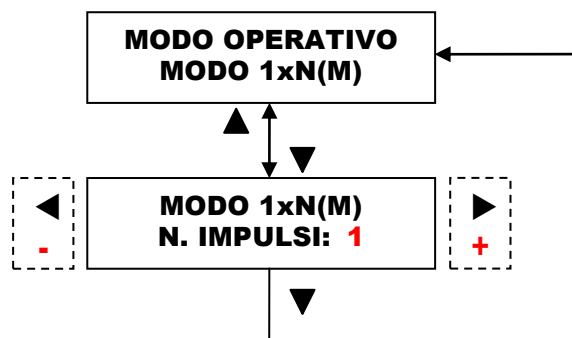 MODO OPERATIVO
MODO 1xN(M)
MODO 1xN(M)
N. IMPULSI: 1
-
+